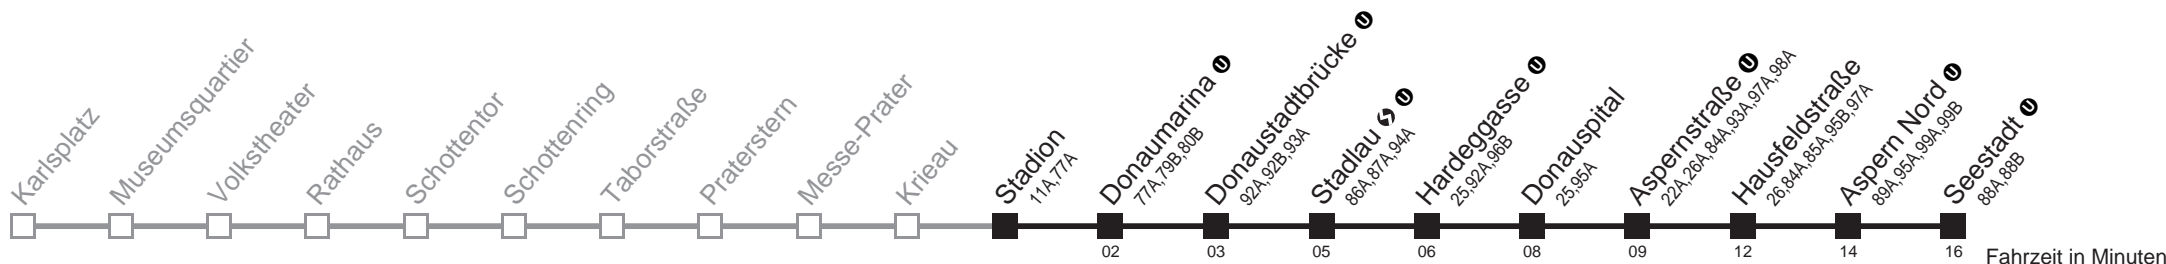 Karlsplatz
Museumsquartier
Volkstheater
Rathaus
Schottentor
Schottenring
Taborstraße
Praterstern
Messe-Prater
Krieau
Stadion
11A,77A
Donaumarina U
77A,79B,80B
02
Donaustadtbrücke U
92A,92B,93A
03
Stadlau S U
86A,87A,94A
05
Hardeggasse U
25,92A,96B
06
Donauspital
25,95A
08
Aspernstraße U
22A,26A,84A,93A,97A,98A
09
Hausfeldstraße
26,84A,85A,95B,97A
12
Aspern Nord U
89A,95A,99A,99B
14
Seestadt U
88A,88B
16
Fahrzeit in Minuten